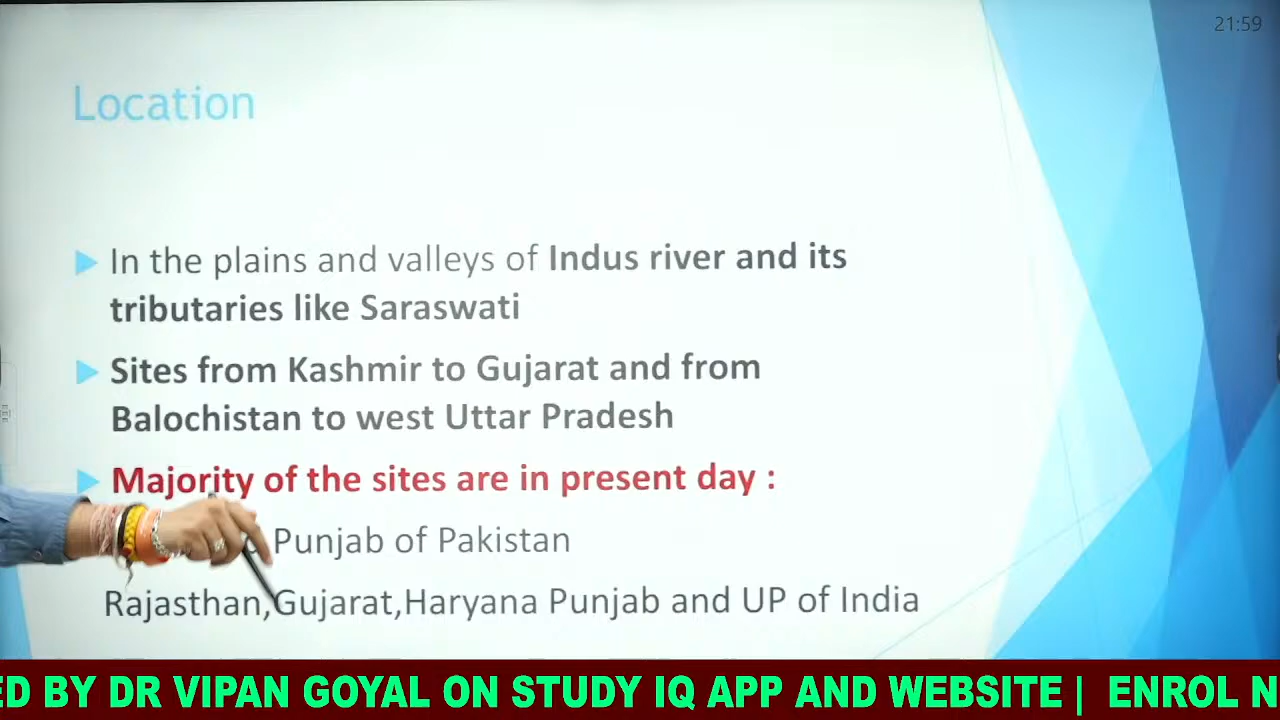 21:59
Location
In the plains and valleys of Indus river and its
tributaries like Saraswati
Sites from Kashmir to Gujarat and from
Balochistan to west Uttar Pradesh
Majority of the sites are in present day :
Punjab of Pakistan
Rajasthan,Gujarat,Haryana Punjab and UP of India
ED BY DR VIPAN GOYAL ON STUDY IQ APP AND WEBSITE | ENROL N